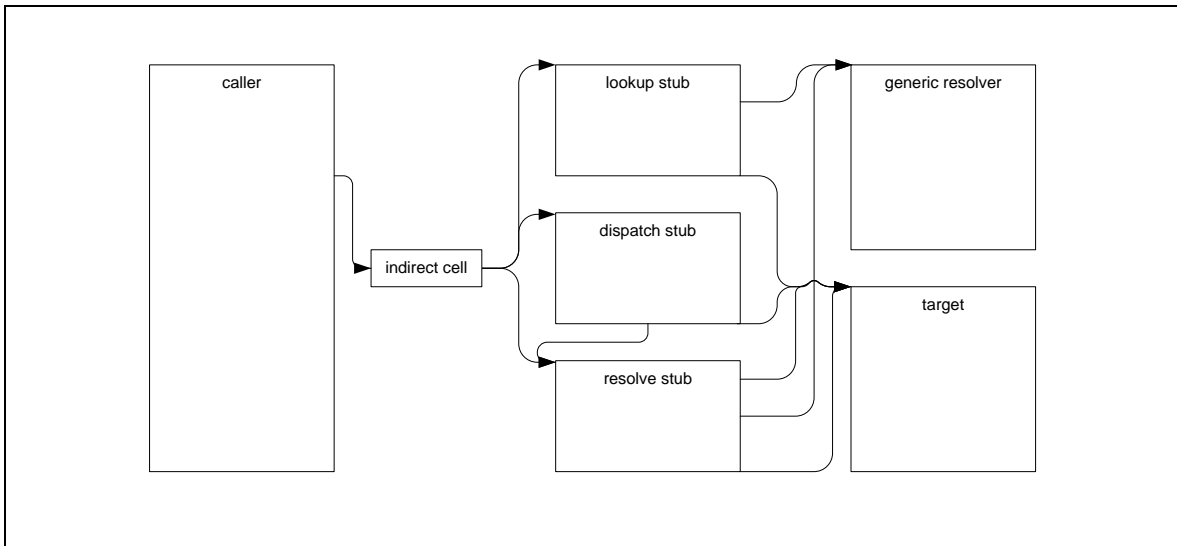 caller
lookup stub
generic resolver
dispatch stub
indirect cell
target
resolve stub